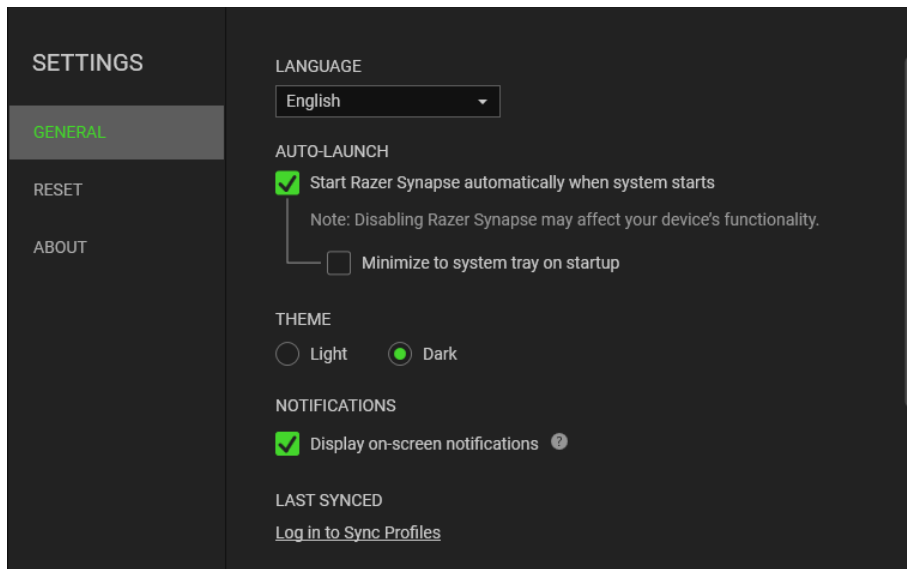 SETTINGS
GENERAL
RESET
ABOUT
LANGUAGE
English
AUTO-LAUNCH
Start Razer Synapse automatically when system starts
Note: Disabling Razer Synapse may affect your device’s functionality.
Minimize to system tray on startup
THEME
Light
Dark
NOTIFICATIONS
Display on-screen notifications ?
LAST SYNCED
Log in to Sync Profiles